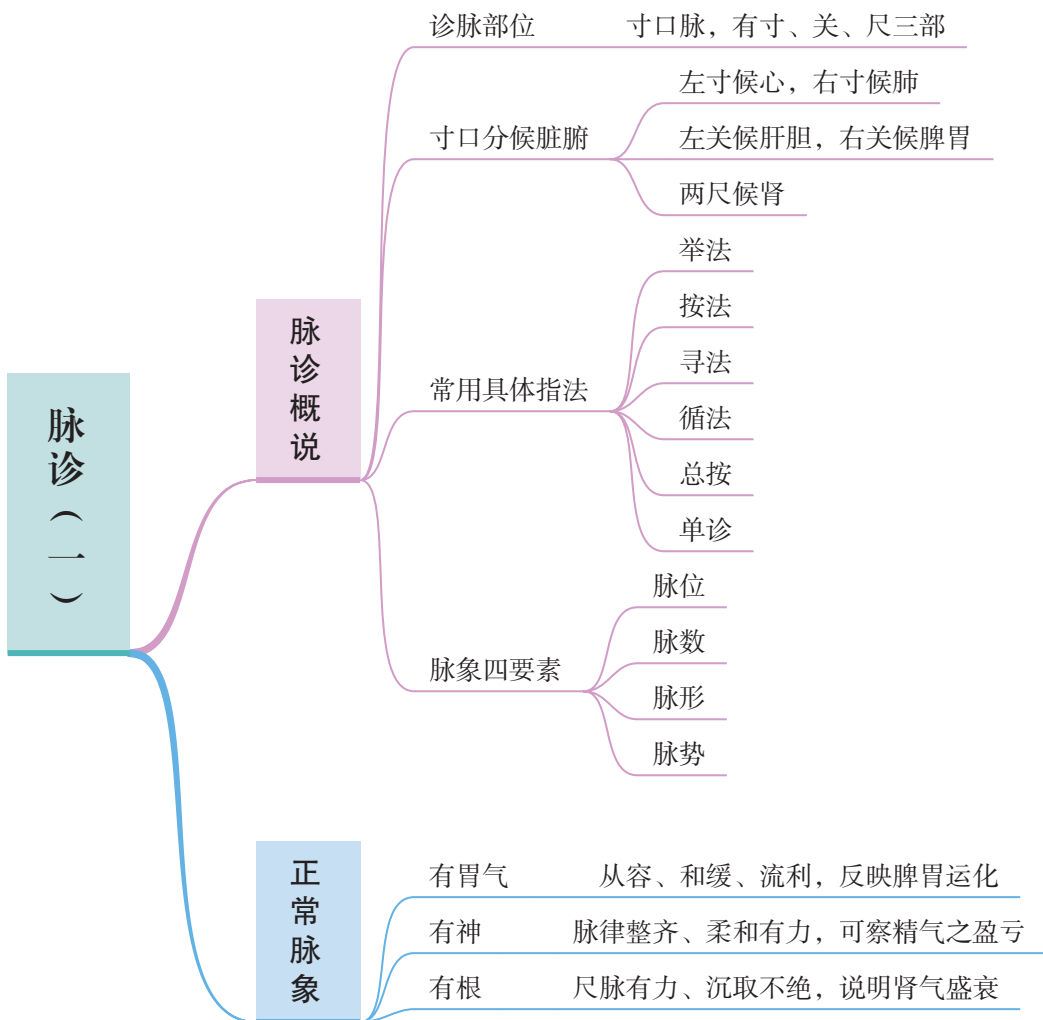 脉诊（一）
脉诊概说
诊脉部位
寸口脉，有寸、关、尺三部
寸口分候脏腑
左寸候心，右寸候肺
左关候肝胆，右关候脾胃
两尺候肾
常用具体指法
举法
按法
寻法
循法
总按
单诊
脉象四要素
脉位
脉数
脉形
脉势
正常脉象
有胃气
从容、和缓、流利，反映脾胃运化
有神
脉律整齐、柔和有力，可察精气之盈亏
有根
尺脉有力、沉取不绝，说明肾气盛衰